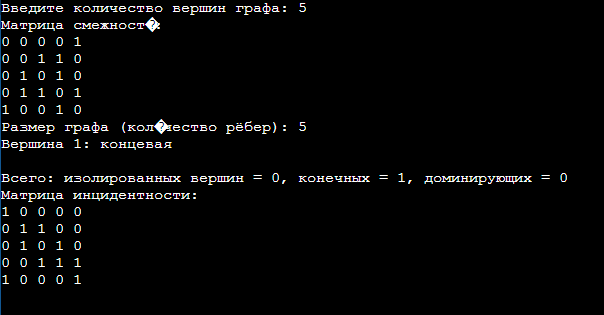 Введите количество вершин графа: 5
Матрица смежност�:
0 0 0 0 1
0 0 1 1 0
0 1 0 1 0
0 1 1 0 1
1 0 0 1 0
Размер графа (кол�чество рёбер): 5
Вершина 1: концевая
Всего: изолированных вершин = 0, конечных = 1, доминирующих = 0
Матрица инцидентности:
1 0 0 0 0
0 1 1 0 0
0 1 0 1 0
0 0 1 1 1
1 0 0 0 1